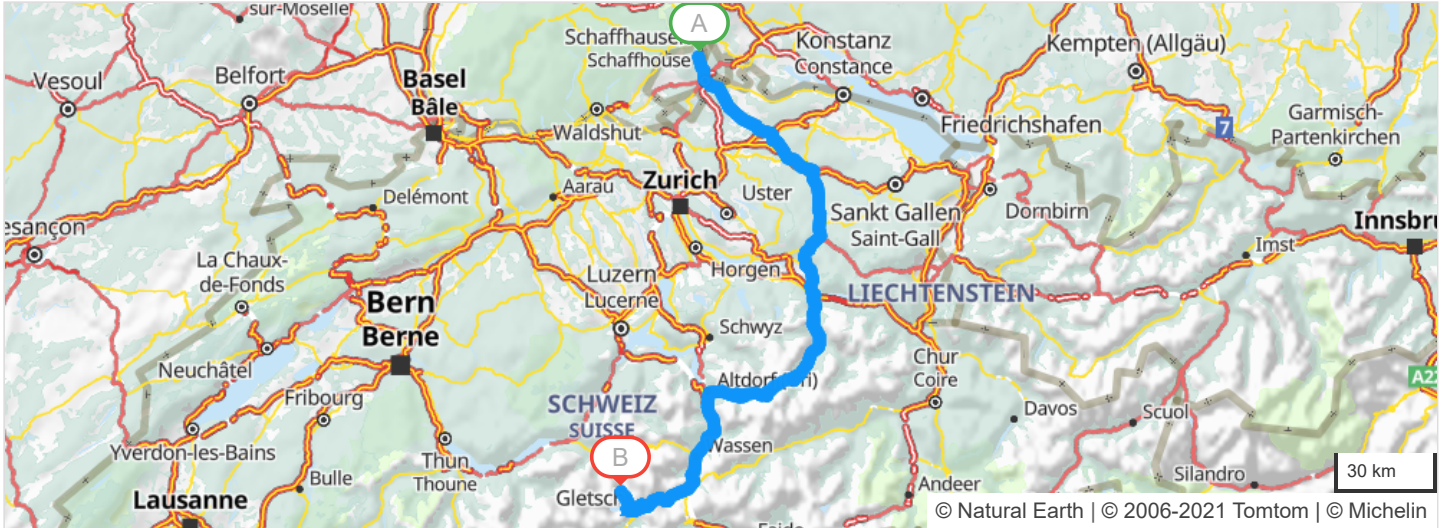 sur-Moselle
A
Schaffhause
Schaffhouse
Konstanz
Constance
Kempten (Allgäu)
Vesoul
Belfort
Basel
Bâle
Waldshut
Friedrichshafen
7
Garmisch-
Partenkirchen
Delémont
Aarau
Zurich
Uster
Sankt Gallen
Saint-Gall
Dornbirn
Innsbru
esançon
Imst
La Chaux-
de-Fonds
Luzern
Lucerne
Horgen
LIECHTENSTEIN
Bern
Berne
Schwyz
Neuchâtel
Chur
Coire
Altdorf (Uri)
A22
Fribourg
SCHWEIZ
SUISSE
Davos
Scuol
Yverdon-les-Bains
Wassen
B
Thun
Thoune
Bulle
Silandro
30 km
Lausanne
Gletsch
Andeer
Faido
© Natural Earth | © 2006-2021 Tomtom | © Michelin